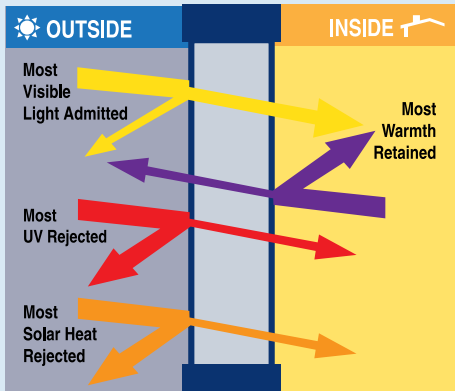 OUTSIDE
INSIDE
Most
Visible
Light Admitted
Most
Warmth
Retained
Most
UV Rejected
Most
Solar Heat
Rejected